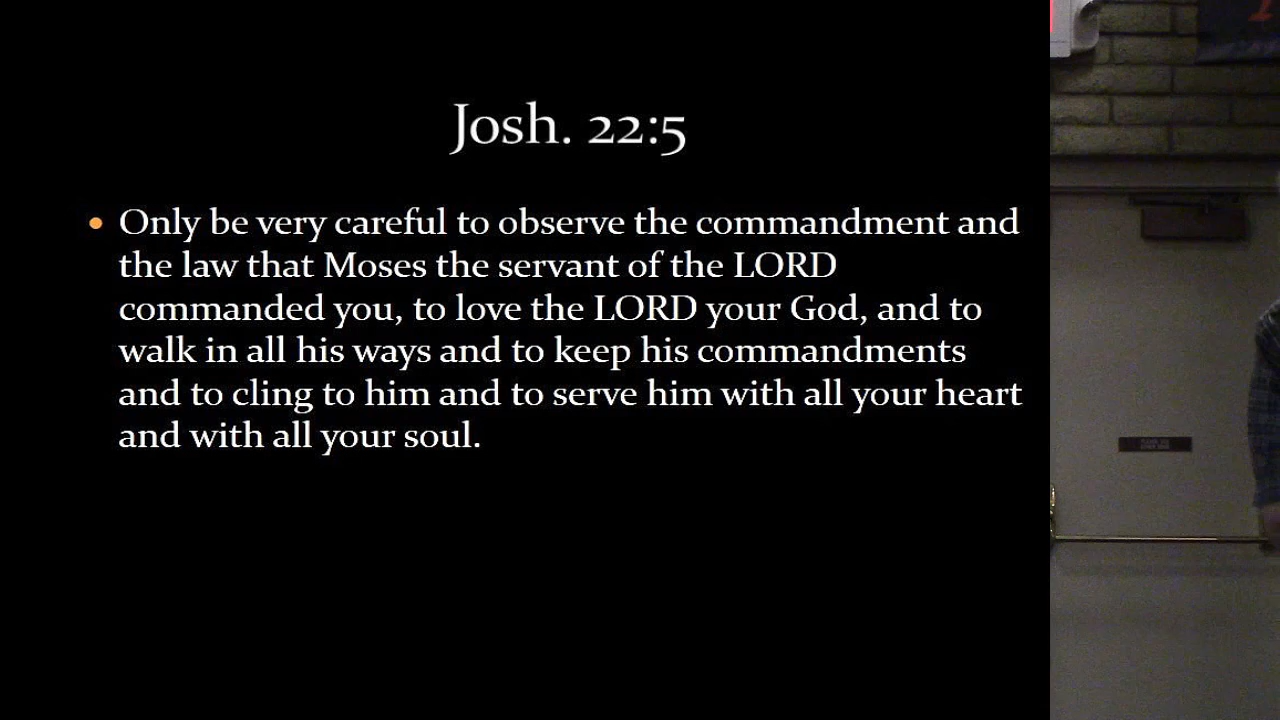 Josh. 22:5
• Only be very careful to observe the commandment and
the law that Moses the servant of the LORD
commanded you, to love the LORD your God, and to
walk in all his ways and to keep his commandments
and to cling to him and to serve him with all your heart
and with all your soul.